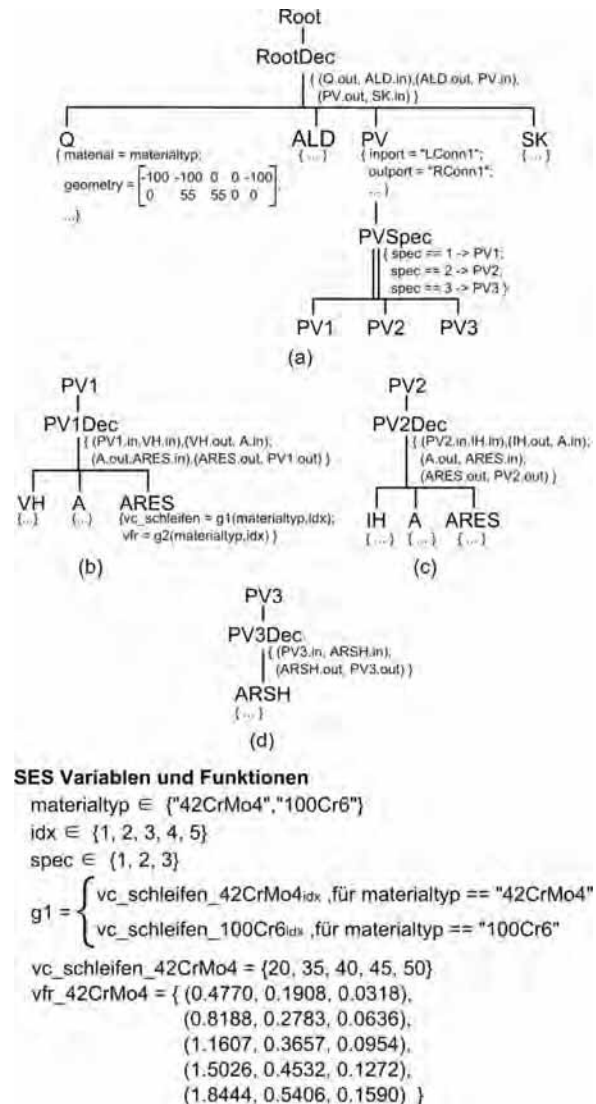 Root
RootDec
{ (Q.out, ALD.in),(ALD.out, PV.in),
(PV.out, SK.in) }
Q ALD PV SK
{ material = materialtyp; {...} { inport = "LConn1"; {...}
geometry = [-100 -100 0 0 -100 outport = "RConn1";
0 55 55 0 0 ], ...}
...}
PVSpec
{ spec == 1 -> PV1;
spec == 2 -> PV2;
spec == 3 -> PV3 }
PV1 PV2 PV3
(a)
PV1
PV1Dec
{ (PV1.in,VH.in),(VH.out, A.in);
(A.out,ARES.in),(ARES.out, PV1.out) }
VH A ARES
{...} {...} {vc_schleifen = g1(materialtyp,idx);
vfr = g2(materialtyp,idx) }
(b)
PV2
PV2Dec
{ (PV2.in,IH.in),(IH.out, A.in);
(A.out, ARES.in);
(ARES.out, PV2.out) }
IH A ARES
{...} {...} {...}
(c)
PV3
PV3Dec
{ (PV3.in, ARSH.in);
(ARSH.out, PV3.out) }
ARSH
{...}
(d)
SES Variablen und Funktionen
materialtyp ∈ {"42CrMo4","100Cr6"}
idx ∈ {1, 2, 3, 4, 5}
spec ∈ {1, 2, 3}
g1 = { vc_schleifen_42CrMo4idx ,für materialtyp == "42CrMo4"
vc_schleifen_100Cr6idx ,für materialtyp == "100Cr6"
vc_schleifen_42CrMo4 = {20, 35, 40, 45, 50}
vfr_42CrMo4 = { (0.4770, 0.1908, 0.0318),
(0.8188, 0.2783, 0.0636),
(1.1607, 0.3657, 0.0954),
(1.5026, 0.4532, 0.1272),
(1.8444, 0.5406, 0.1590) }